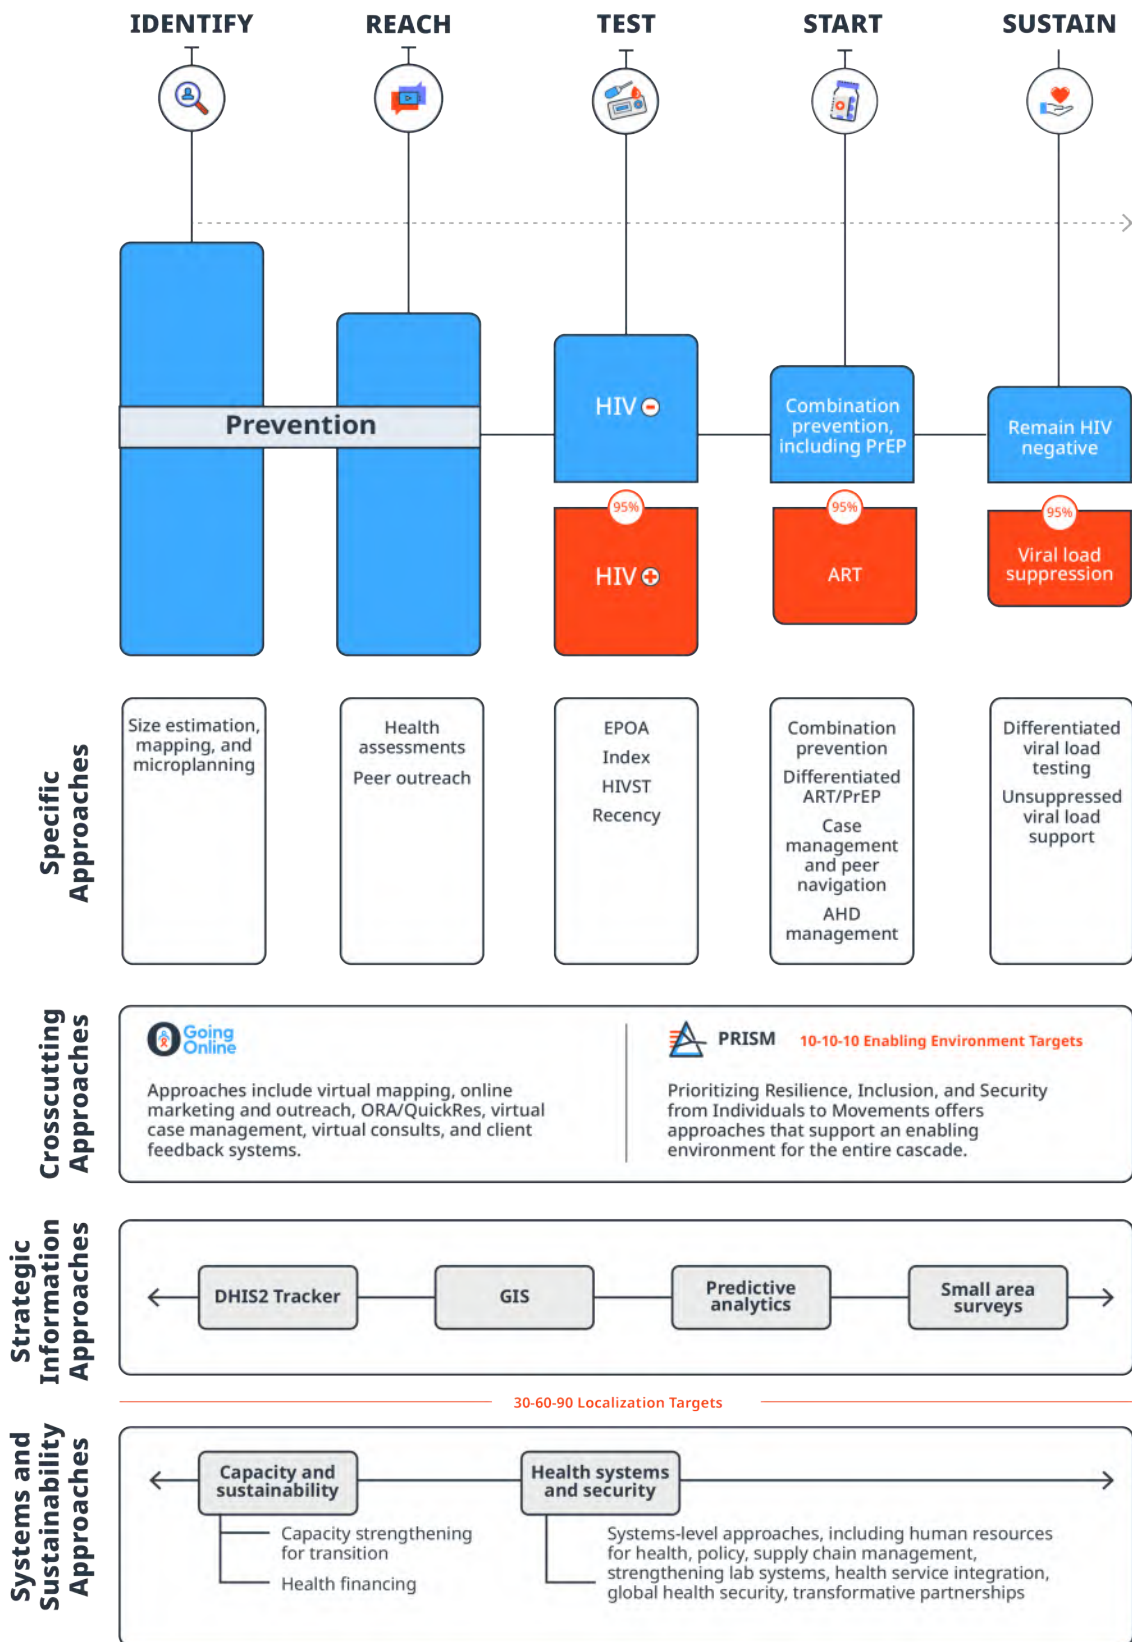 IDENTIFY
REACH
TEST
START
SUSTAIN
Prevention
HIV
Combination
prevention,
including PrEP
Remain HIV
negative
95%
95%
95%
HIV
ART
Viral load
suppression
Specific
Approaches
Size estimation,
mapping, and
microplanning
Health
assessments
Peer outreach
EPOA
Index
HIVST
Recency
Combination
prevention
Differentiated
ART/PrEP
Case
management
and peer
navigation
AHD
management
Differentiated
viral load
testing
Unsuppressed
viral load
support
Crosscutting
Approaches
Going
Online
Approaches include virtual mapping, online
marketing and outreach, ORA/QuickRes, virtual
case management, virtual consults, and client
feedback systems.
PRISM
10-10-10 Enabling Environment Targets
Prioritizing Resilience, Inclusion, and Security
from Individuals to Movements offers
approaches that support an enabling
environment for the entire cascade.
Strategic
Information
Approaches
DHIS2 Tracker
GIS
Predictive
analytics
Small area
surveys
30-60-90 Localization Targets
Systems and
Sustainability
Approaches
Capacity and
sustainability
Capacity strengthening
for transition
Health financing
Health systems
and security
Systems-level approaches, including human resources
for health, policy, supply chain management,
strengthening lab systems, health service integration,
global health security, transformative partnerships